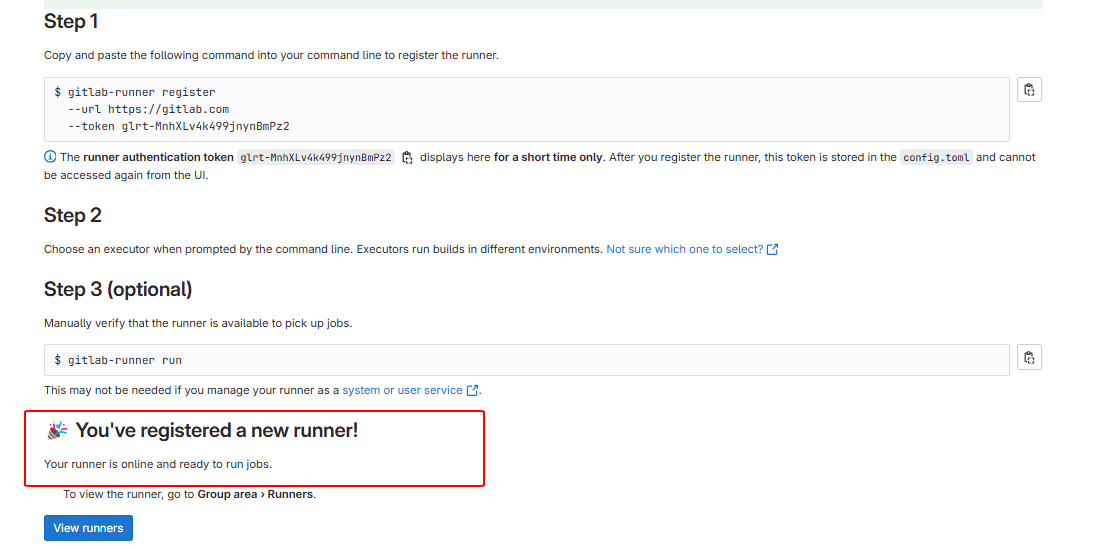 Step 1
Copy and paste the following command into your command line to register the runner.
$ gitlab-runner register
--url https://gitlab.com
--token glrt-MnhXLv4k499jnynBmPz2
The runner authentication token glrt-MnhXLv4k499jnynBmPz2 displays here for a short time only. After you register the runner, this token is stored in the config.toml and cannot
be accessed again from the UI.
Step 2
Choose an executor when prompted by the command line. Executors run builds in different environments. Not sure which one to select?
Step 3 (optional)
Manually verify that the runner is available to pick up jobs.
$ gitlab-runner run
This may not be needed if you manage your runner as a system or user service.
🎉 You've registered a new runner!
Your runner is online and ready to run jobs.
To view the runner, go to Group area › Runners.
View runners